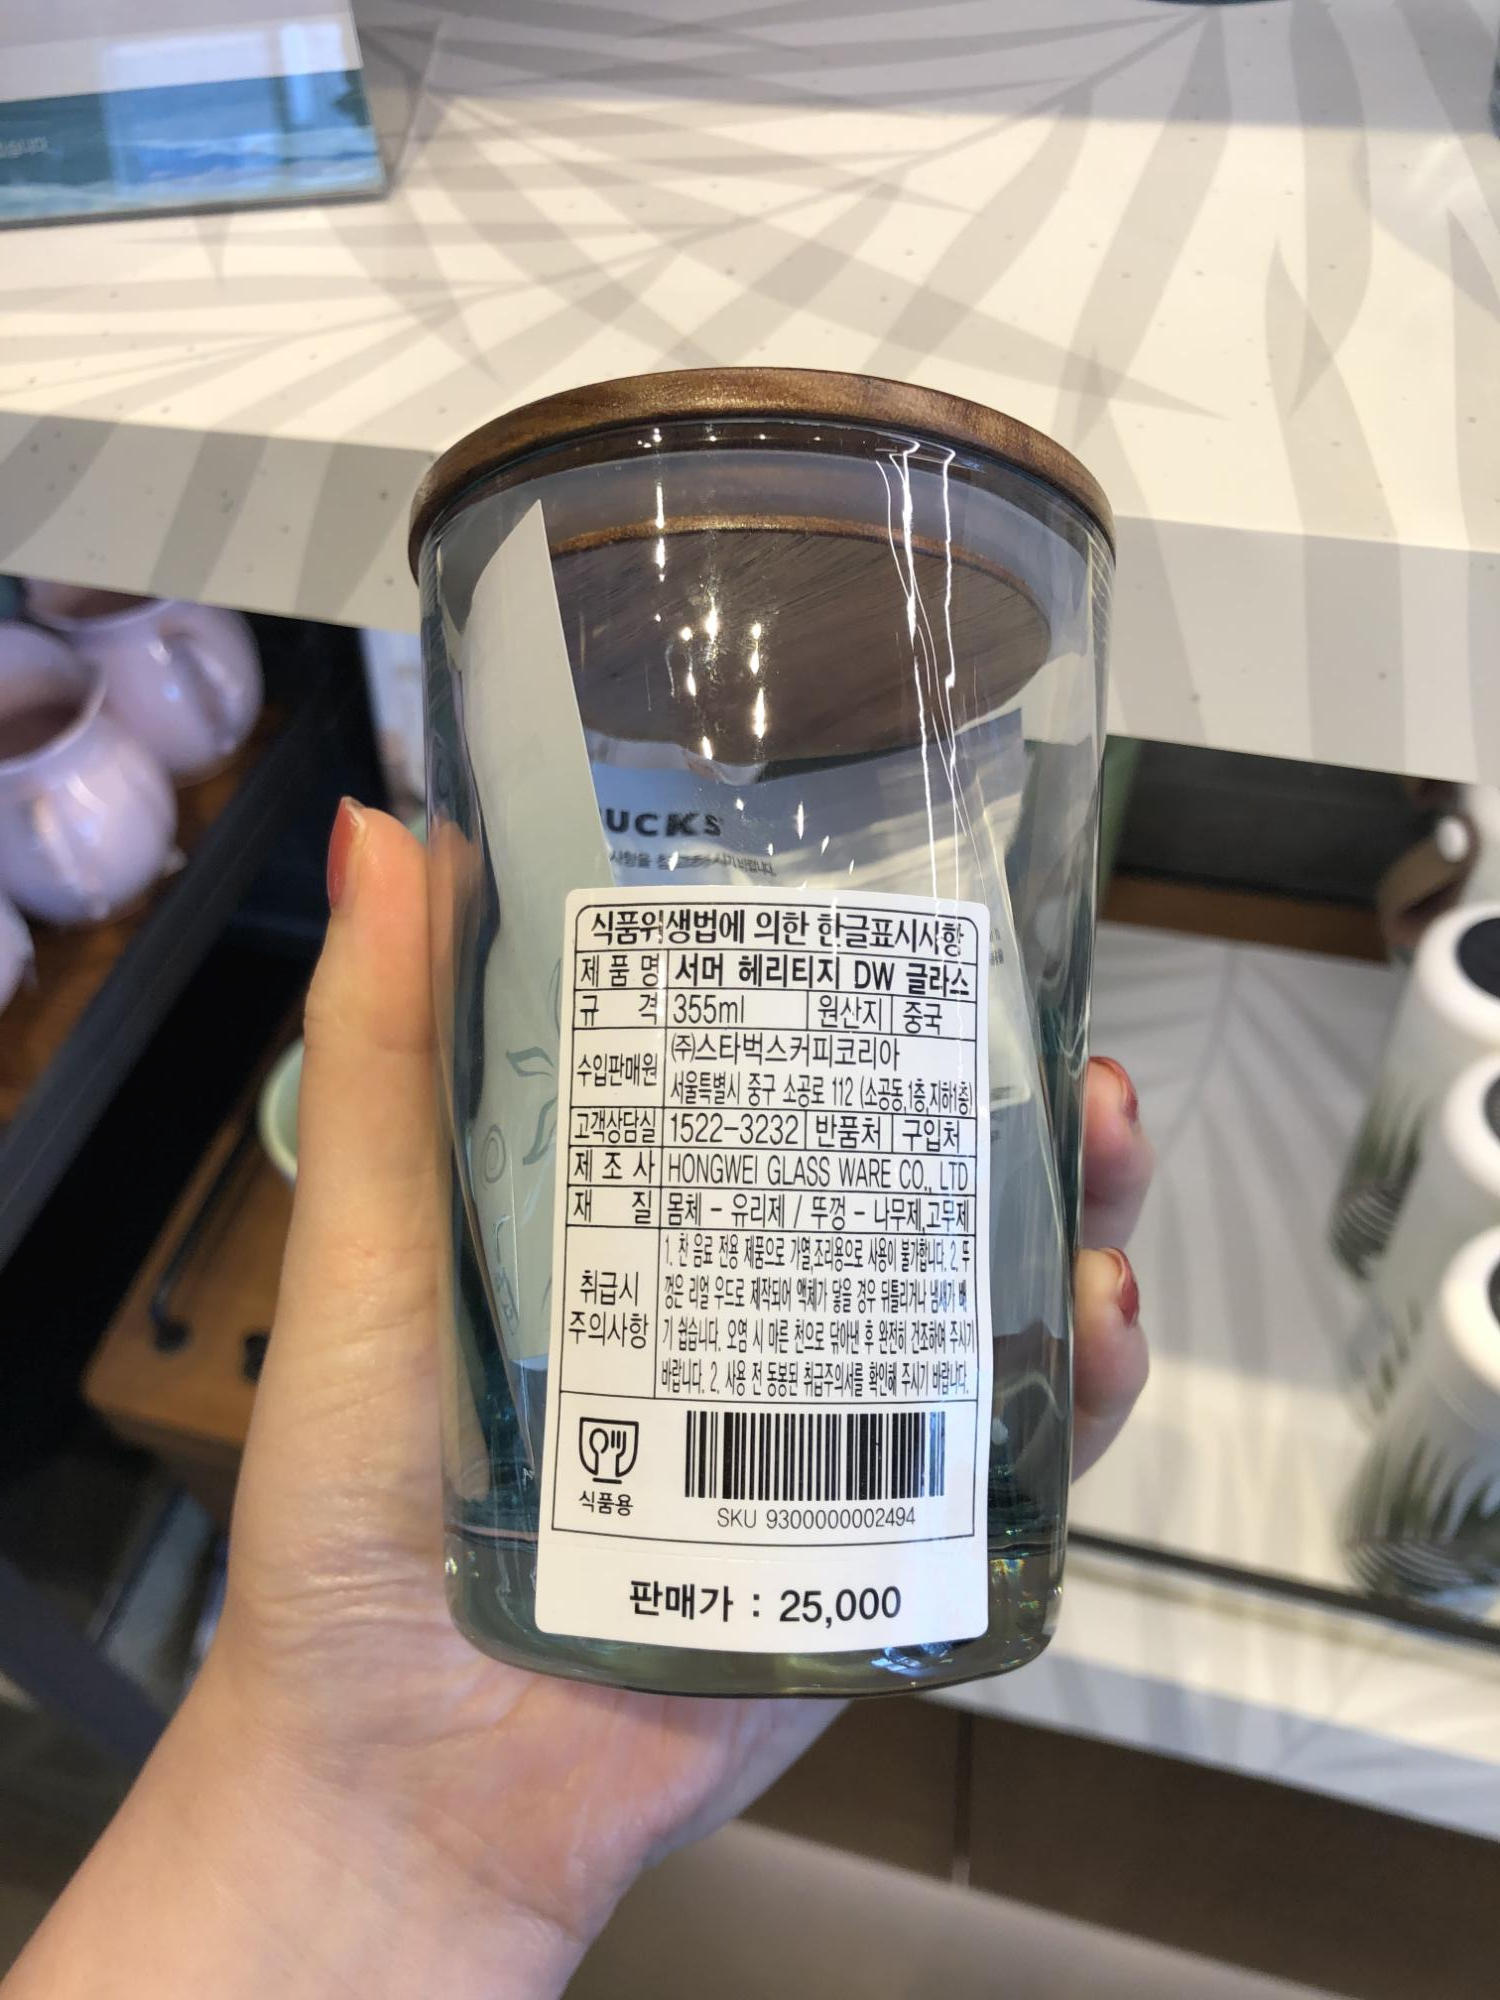 UCKS
식품위생법에 의한 한글표시사항
제 품 명 서머 헤리티지 DW 글라스
규 격 355ml 원산지 중국
수입판매원 ㈜스타벅스커피코리아
서울특별시 중구 소공로 112 (소공동,1층,지하1층)
고객상담실 1522-3232 반품처 구입처
제 조 사 HONGWEI GLASS WARE CO., LTD
재 질 몸체 - 유리제 / 뚜껑 - 나무제,고무제
취급시 주의사항
1. 찬 음료 전용 제품으로 가열,조리용으로 사용이 불가합니다. 2. 뚜
껑은 리얼 우드로 제작되어 액체가 닿을 경우 뒤틀리거나 냄새가 배
기 쉽습니다. 오염 시 마른 천으로 닦아낸 후 완전히 건조하여 주시기
바랍니다. 2. 사용 전 동봉된 취급주의서를 확인해 주시기 바랍니다.
식품용
SKU 9300000002494
판매가 : 25,000